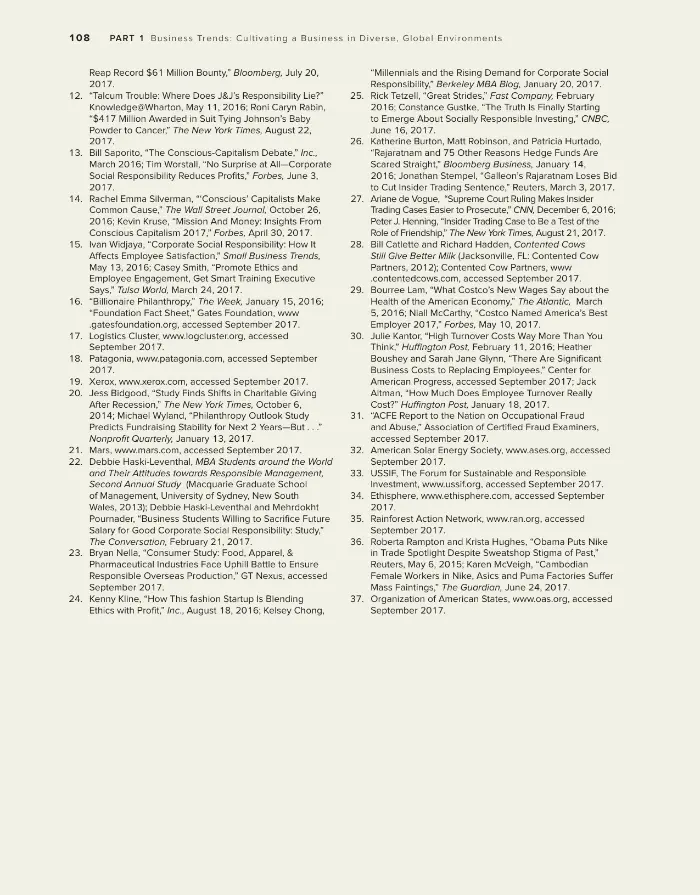 108 PART 1 Business Trends: Cultivating a Business in Diverse, Global Environments
Reap Record $61 Million Bounty,” Bloomberg, July 20,
2017.
12. “Talcum Trouble: Where Does J&J’s Responsibility Lie?”
Knowledge@Wharton, May 11, 2016; Roni Caryn Rabin,
“$417 Million Awarded in Suit Tying Johnson’s Baby
Powder to Cancer,” The New York Times, August 22,
2017.
13. Bill Saporito, “The Conscious-Capitalism Debate,” Inc.,
March 2016; Tim Worstall, “No Surprise at All—Corporate
Social Responsibility Reduces Profits,” Forbes, June 3,
2017.
14. Rachel Emma Silverman, “‘Conscious’ Capitalists Make
Common Cause,” The Wall Street Journal, October 26,
2016; Kevin Kruse, “Mission And Money: Insights From
Conscious Capitalism 2017,” Forbes, April 30, 2017.
15. Ivan Widjaya, “Corporate Social Responsibility: How It
Affects Employee Satisfaction,” Small Business Trends,
May 13, 2016; Casey Smith, “Promote Ethics and
Employee Engagement, Get Smart Training Executive
Says,” Tulsa World, March 24, 2017.
16. “Billionaire Philanthropy,” The Week, January 15, 2016;
“Foundation Fact Sheet,” Gates Foundation, www
.gatesfoundation.org, accessed September 2017.
17. Logistics Cluster, www.logcluster.org, accessed
September 2017.
18. Patagonia, www.patagonia.com, accessed September
2017.
19. Xerox, www.xerox.com, accessed September 2017.
20. Jess Bidgood, “Study Finds Shifts in Charitable Giving
After Recession,” The New York Times, October 6,
2014; Michael Wyland, “Philanthropy Outlook Study
Predicts Fundraising Stability for Next 2 Years—But . . .”
Nonprofit Quarterly, January 13, 2017.
21. Mars, www.mars.com, accessed September 2017.
22. Debbie Haski-Leventhal, MBA Students around the World
and Their Attitudes towards Responsible Management,
Second Annual Study (Macquarie Graduate School
of Management, University of Sydney, New South
Wales, 2013); Debbie Haski-Leventhal and Mehrdokht
Pournader, “Business Students Willing to Sacrifice Future
Salary for Good Corporate Social Responsibility: Study,”
The Conversation, February 21, 2017.
23. Bryan Nella, “Consumer Study: Food, Apparel, &
Pharmaceutical Industries Face Uphill Battle to Ensure
Responsible Overseas Production,” GT Nexus, accessed
September 2017.
24. Kenny Kline, “How This fashion Startup Is Blending
Ethics with Profit,” Inc., August 18, 2016; Kelsey Chong,
“Millennials and the Rising Demand for Corporate Social
Responsibility,” Berkeley MBA Blog, January 20, 2017.
25. Rick Tetzell, “Great Strides,” Fast Company, February
2016; Constance Gustke, “The Truth Is Finally Starting
to Emerge About Socially Responsible Investing,” CNBC,
June 16, 2017.
26. Katherine Burton, Matt Robinson, and Patricia Hurtado,
“Rajaratnam and 75 Other Reasons Hedge Funds Are
Scared Straight,” Bloomberg Business, January 14,
2016; Jonathan Stempel, “Galleon’s Rajaratnam Loses Bid
to Cut Insider Trading Sentence,” Reuters, March 3, 2017.
27. Ariane de Vogue, “Supreme Court Ruling Makes Insider
Trading Cases Easier to Prosecute,” CNN, December 6, 2016;
Peter J. Henning, “Insider Trading Case to Be a Test of the
Role of Friendship,” The New York Times, August 21, 2017.
28. Bill Catlette and Richard Hadden, Contented Cows
Still Give Better Milk (Jacksonville, FL: Contented Cow
Partners, 2012); Contented Cow Partners, www
.contentedcows.com, accessed September 2017.
29. Bourree Lam, “What Costco’s New Wages Say about the
Health of the American Economy,” The Atlantic, March
5, 2016; Niall McCarthy, “Costco Named America’s Best
Employer 2017,” Forbes, May 10, 2017.
30. Julie Kantor, “High Turnover Costs Way More Than You
Think,” Huffington Post, February 11, 2016; Heather
Boushey and Sarah Jane Glynn, “There Are Significant
Business Costs to Replacing Employees,” Center for
American Progress, accessed September 2017; Jack
Altman, “How Much Does Employee Turnover Really
Cost?” Huffington Post, January 18, 2017.
31. “ACFE Report to the Nation on Occupational Fraud
and Abuse,” Association of Certified Fraud Examiners,
accessed September 2017.
32. American Solar Energy Society, www.ases.org, accessed
September 2017.
33. USSIF, The Forum for Sustainable and Responsible
Investment, www.ussif.org, accessed September 2017.
34. Ethisphere, www.ethisphere.com, accessed September
2017.
35. Rainforest Action Network, www.ran.org, accessed
September 2017.
36. Roberta Rampton and Krista Hughes, “Obama Puts Nike
in Trade Spotlight Despite Sweatshop Stigma of Past,”
Reuters, May 6, 2015; Karen McVeigh, “Cambodian
Female Workers in Nike, Asics and Puma Factories Suffer
Mass Faintings,” The Guardian, June 24, 2017.
37. Organization of American States, www.oas.org, accessed
September 2017.